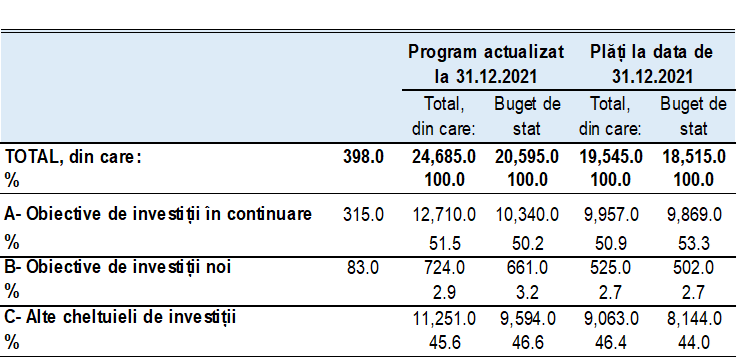 Program actualizat Plăți la data de
la 31.12.2021 31.12.2021
Total, Buget de Total, Buget de
din care: stat din care: stat
TOTAL, din care: 398.0 24,685.0 20,595.0 19,545.0 18,515.0
% 100.0 100.0 100.0 100.0
A- Obiective de investiții în continuare 315.0 12,710.0 10,340.0 9,957.0 9,869.0
% 51.5 50.2 50.9 53.3
B- Obiective de investiții noi 83.0 724.0 661.0 525.0 502.0
% 2.9 3.2 2.7 2.7
C- Alte cheltuieli de investiții 11,251.0 9,594.0 9,063.0 8,144.0
% 45.6 46.6 46.4 44.0